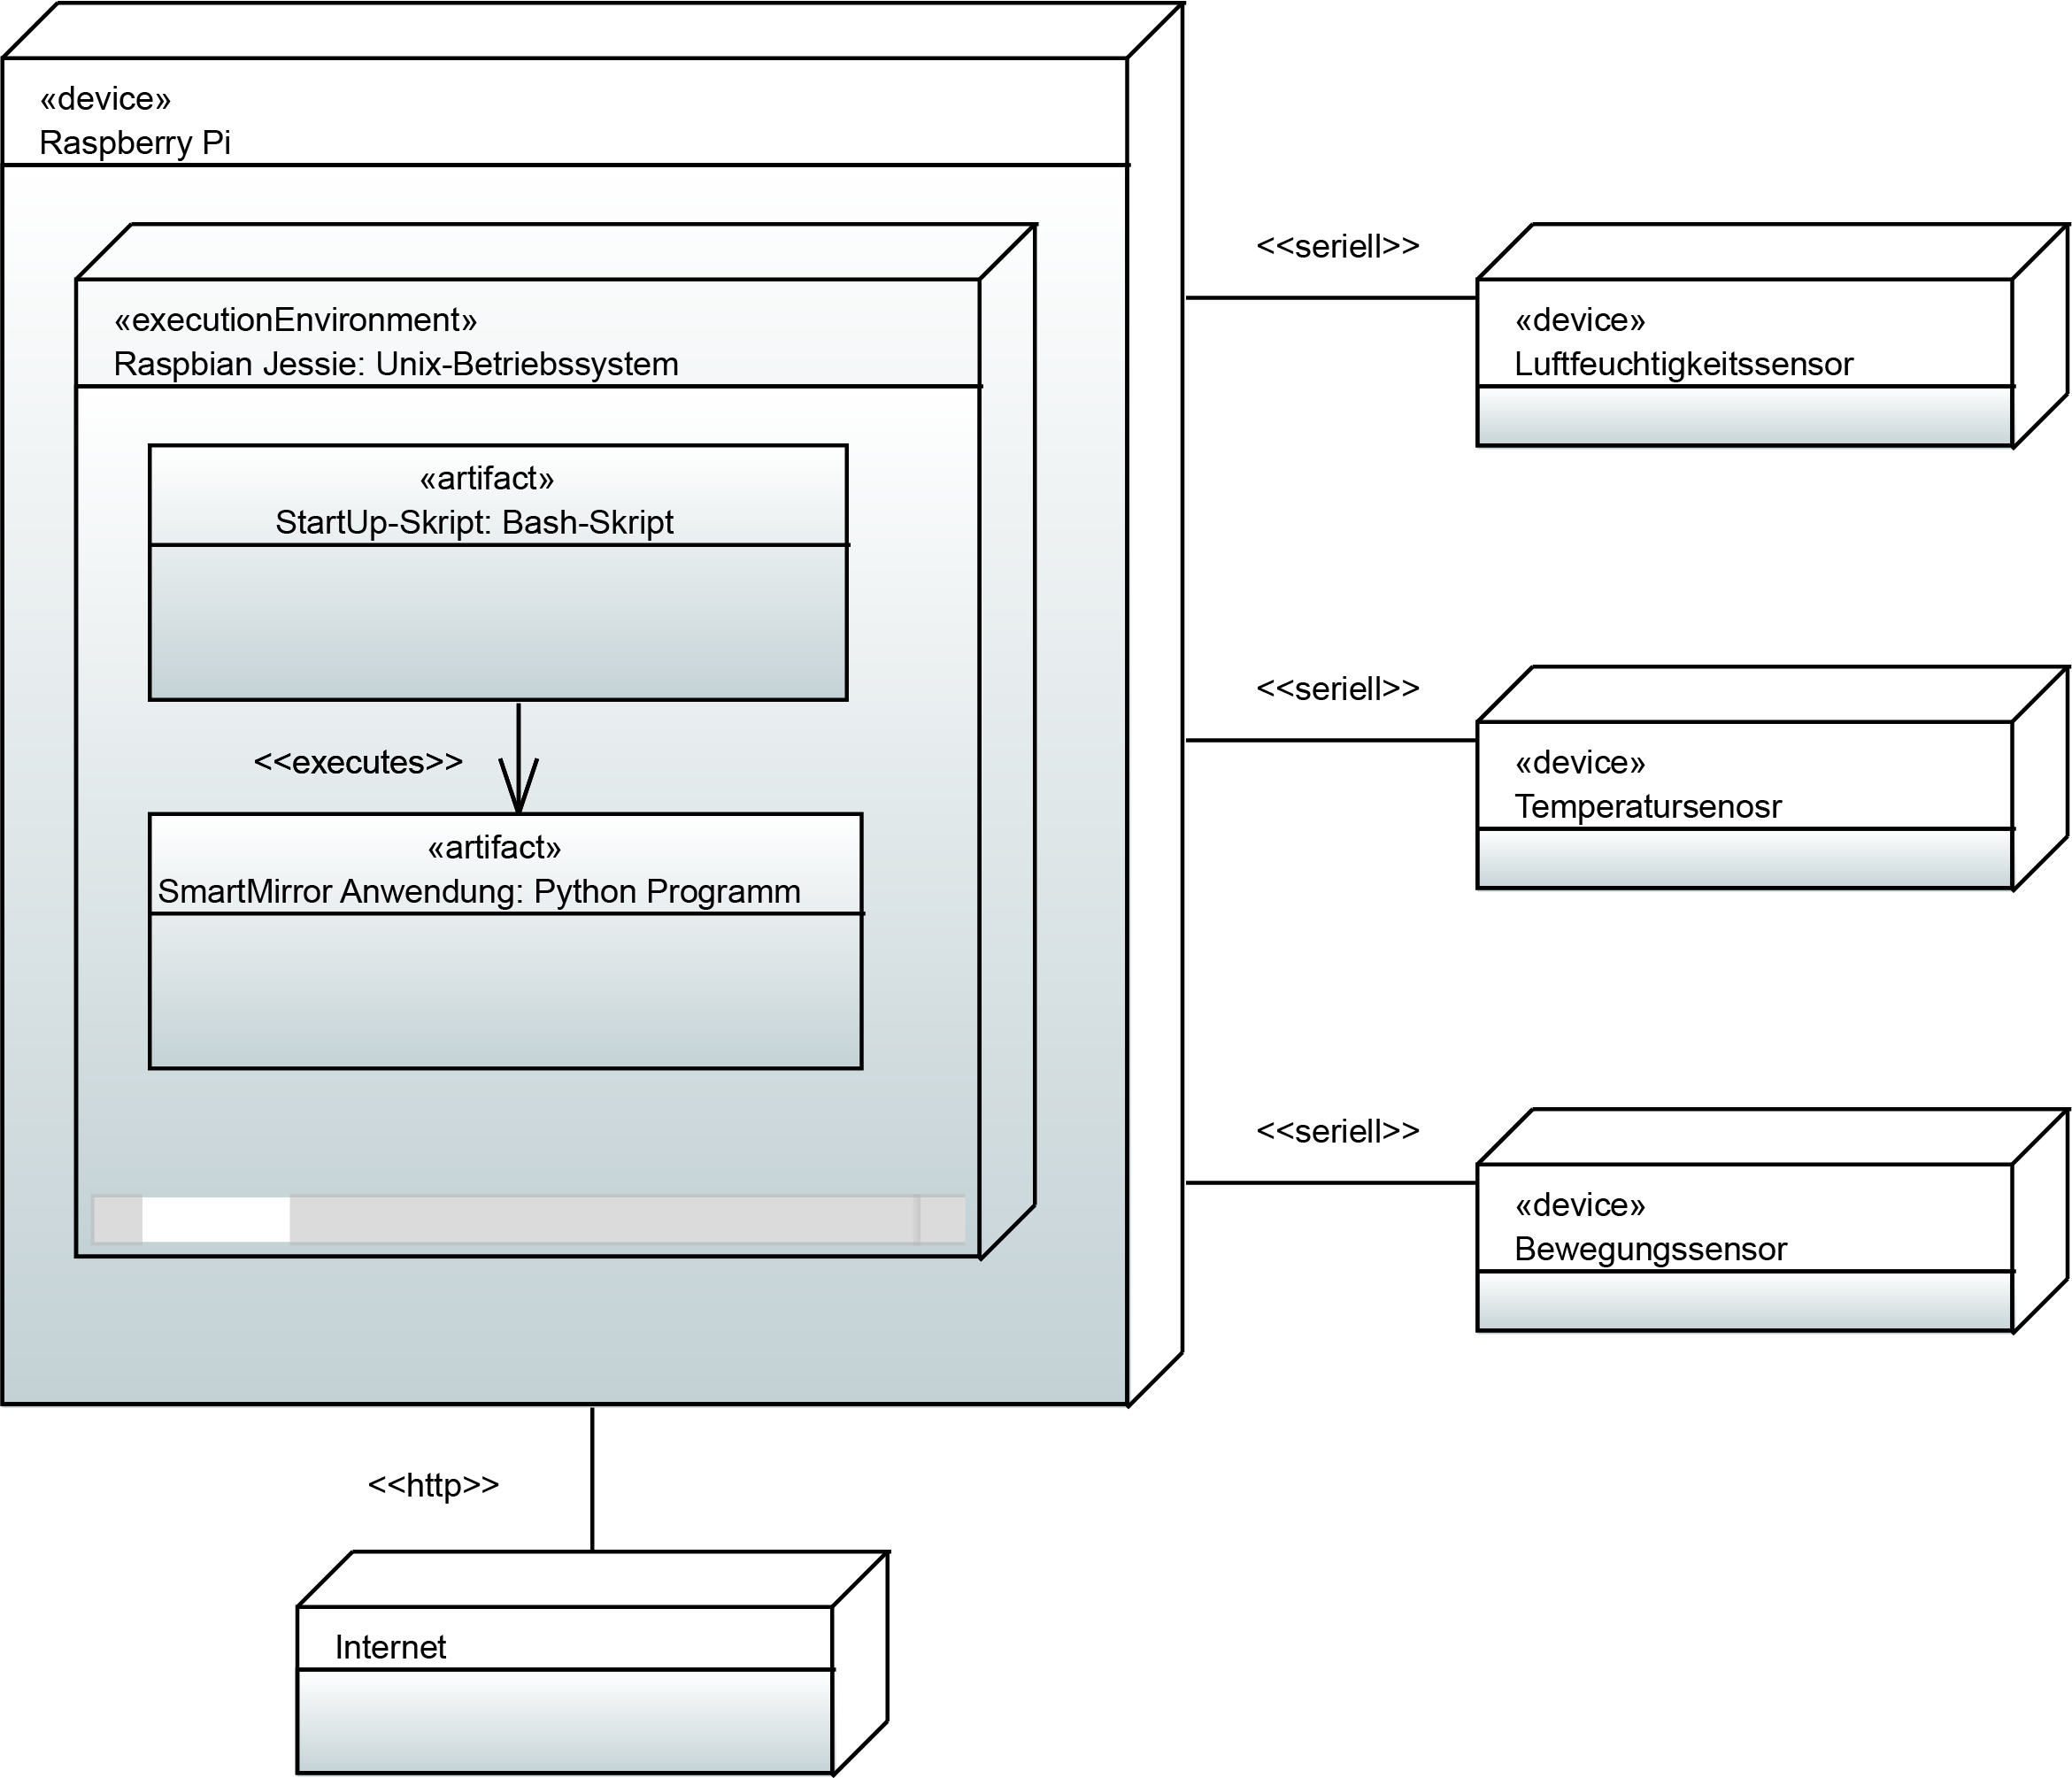 «device»
Raspberry Pi
«executionEnvironment»
Raspbian Jessie: Unix-Betriebssystem
«artifact»
StartUp-Skript: Bash-Skript
<<executes>>
«artifact»
SmartMirror Anwendung: Python Programm
<<seriell>>
«device»
Luftfeuchtigkeitssensor
<<seriell>>
«device»
Temperatursenosr
<<seriell>>
«device»
Bewegungssensor
<<http>>
Internet